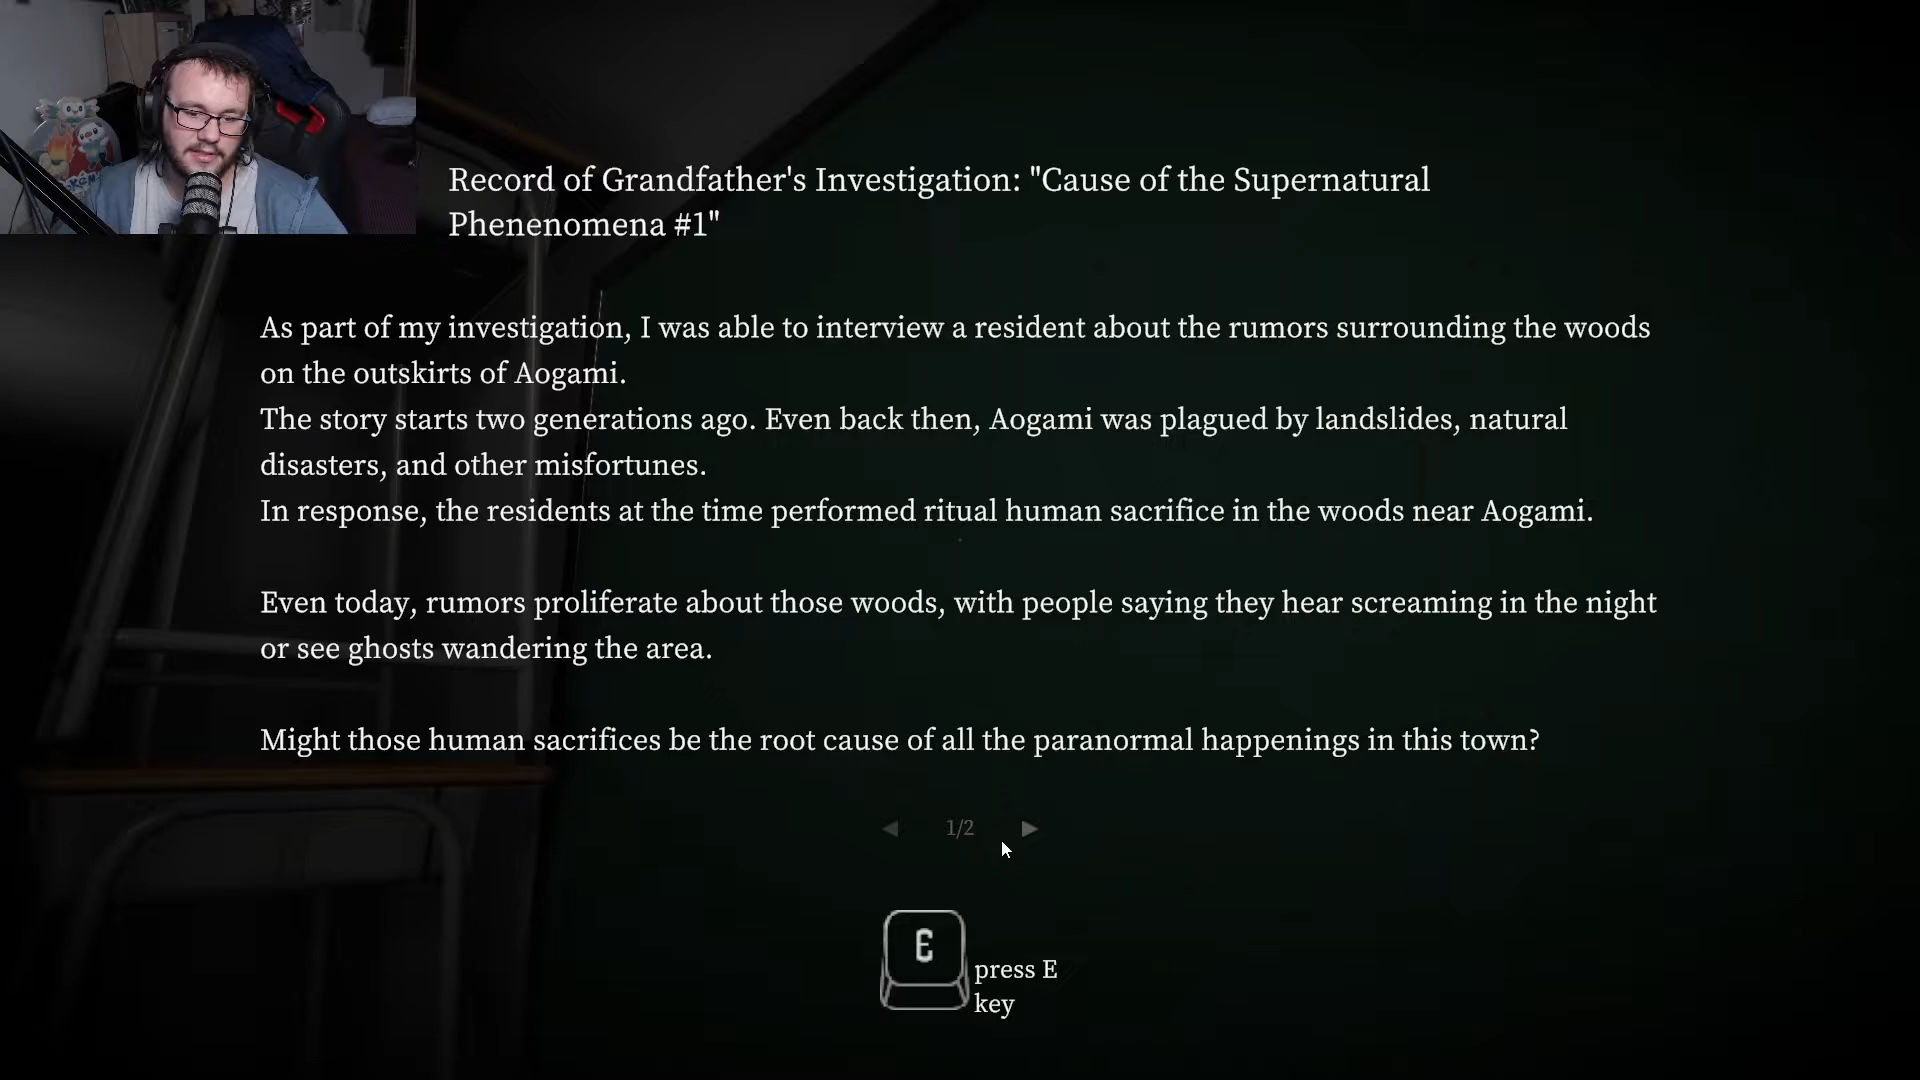 Record of Grandfather's Investigation: "Cause of the Supernatural
Phenenomena #1"
As part of my investigation, I was able to interview a resident about the rumors surrounding the woods
on the outskirts of Aogami.
The story starts two generations ago. Even back then, Aogami was plagued by landslides, natural
disasters, and other misfortunes.
In response, the residents at the time performed ritual human sacrifice in the woods near Aogami.
Even today, rumors proliferate about those woods, with people saying they hear screaming in the night
or see ghosts wandering the area.
Might those human sacrifices be the root cause of all the paranormal happenings in this town?
1/2
E
press E
key